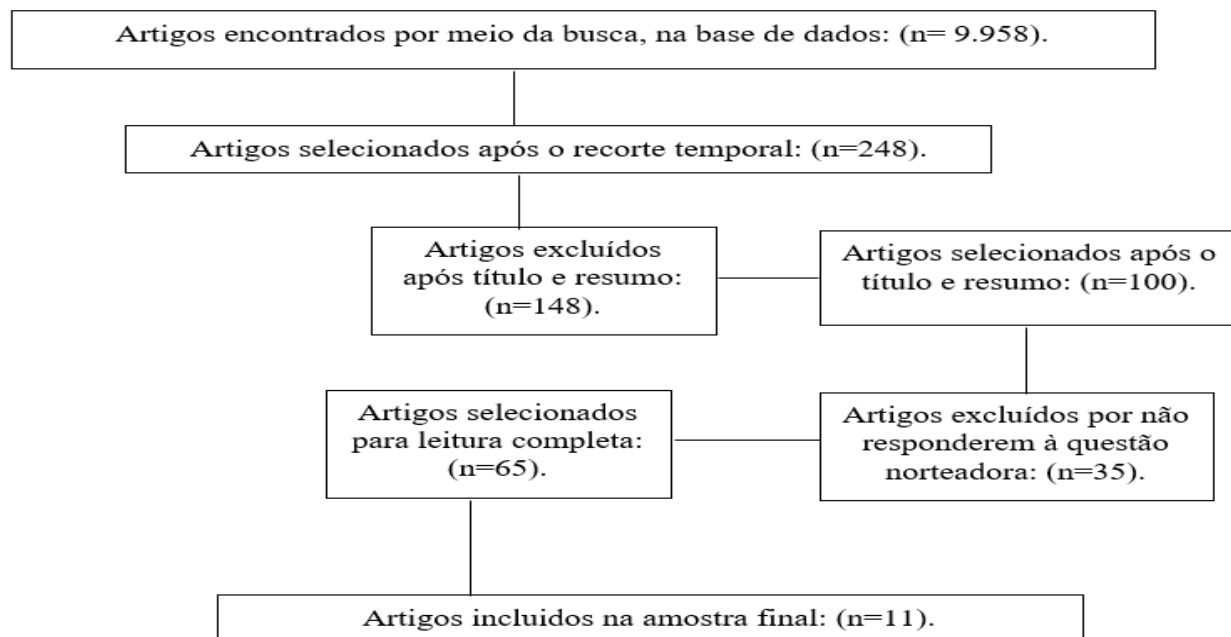 Artigos encontrados por meio da busca, na base de dados: (n= 9.958).
Artigos selecionados após o recorte temporal: (n=248).
Artigos excluídos
após título e resumo:
(n=148).
Artigos selecionados após o
título e resumo: (n=100).
Artigos selecionados
para leitura completa:
(n=65).
Artigos excluídos por não
responderem à questão
norteadora: (n=35).
Artigos incluidos na amostra final: (n=11).